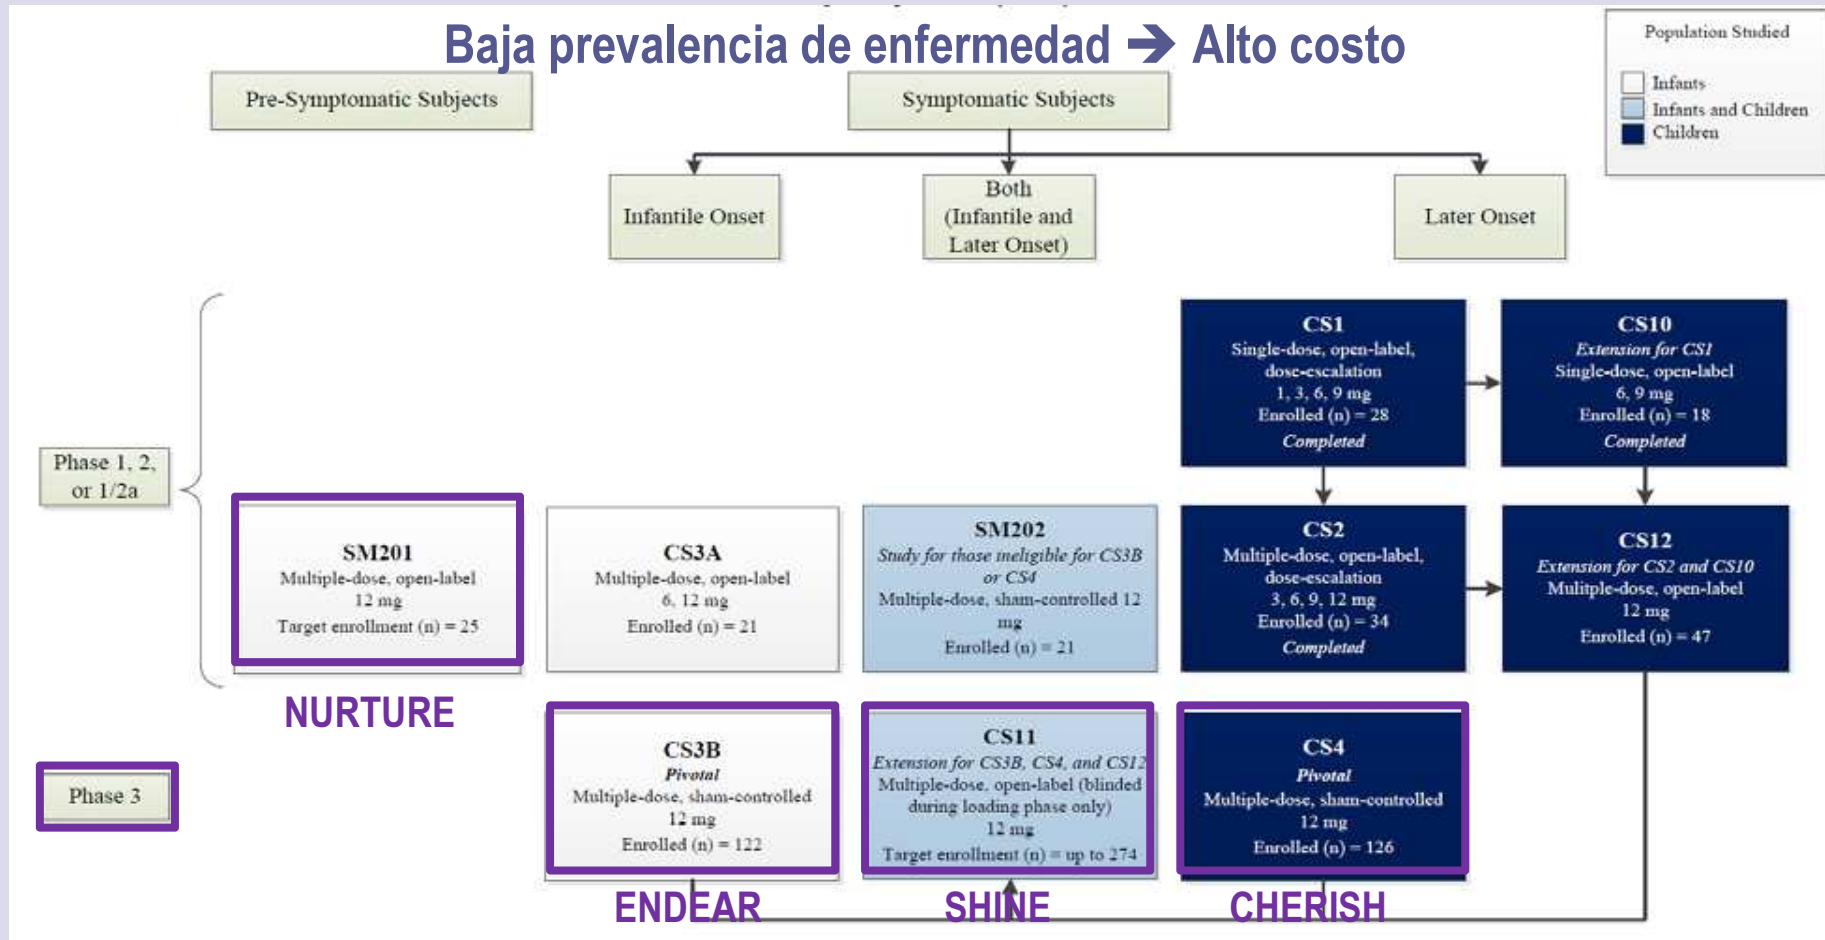 Baja prevalencia de enfermedad ➔ Alto costo
Population Studied
Infants
Infants and Children
Children
Pre-Symptomatic Subjects
Symptomatic Subjects
Infantile Onset
Both
(Infantile and
Later Onset)
Later Onset
Phase 1, 2,
or 1/2a
CS1
Single-dose, open-label,
dose-escalation
1, 3, 6, 9 mg
Enrolled (n) = 28
Completed
CS10
Extension for CS1
Single-dose, open-label
6, 9 mg
Enrolled (n) = 18
Completed
SM201
Multiple-dose, open-label
12 mg
Target enrollment (n) = 25
NURTURE
CS3A
Multiple-dose, open-label
6, 12 mg
Enrolled (n) = 21
SM202
Study for those ineligible for CS3B
or CS4
Multiple-dose, sham-controlled 12
mg
Enrolled (n) = 21
CS2
Multiple-dose, open-label,
dose-escalation
3, 6, 9, 12 mg
Enrolled (n) = 34
Completed
CS12
Extension for CS2 and CS10
Mulitple-dose, open-label
12 mg
Enrolled (n) = 47
Phase 3
CS3B
Pivotal
Multiple-dose, sham-controlled
12 mg
Enrolled (n) = 122
ENDEAR
CS11
Extension for CS3B, CS4, and CS12
Multiple-dose, open-label (blinded
during loading phase only)
12 mg
Target enrollment (n) = up to 274
SHINE
CS4
Pivotal
Multiple-dose, sham-controlled
12 mg
Enrolled (n) = 126
CHERISH